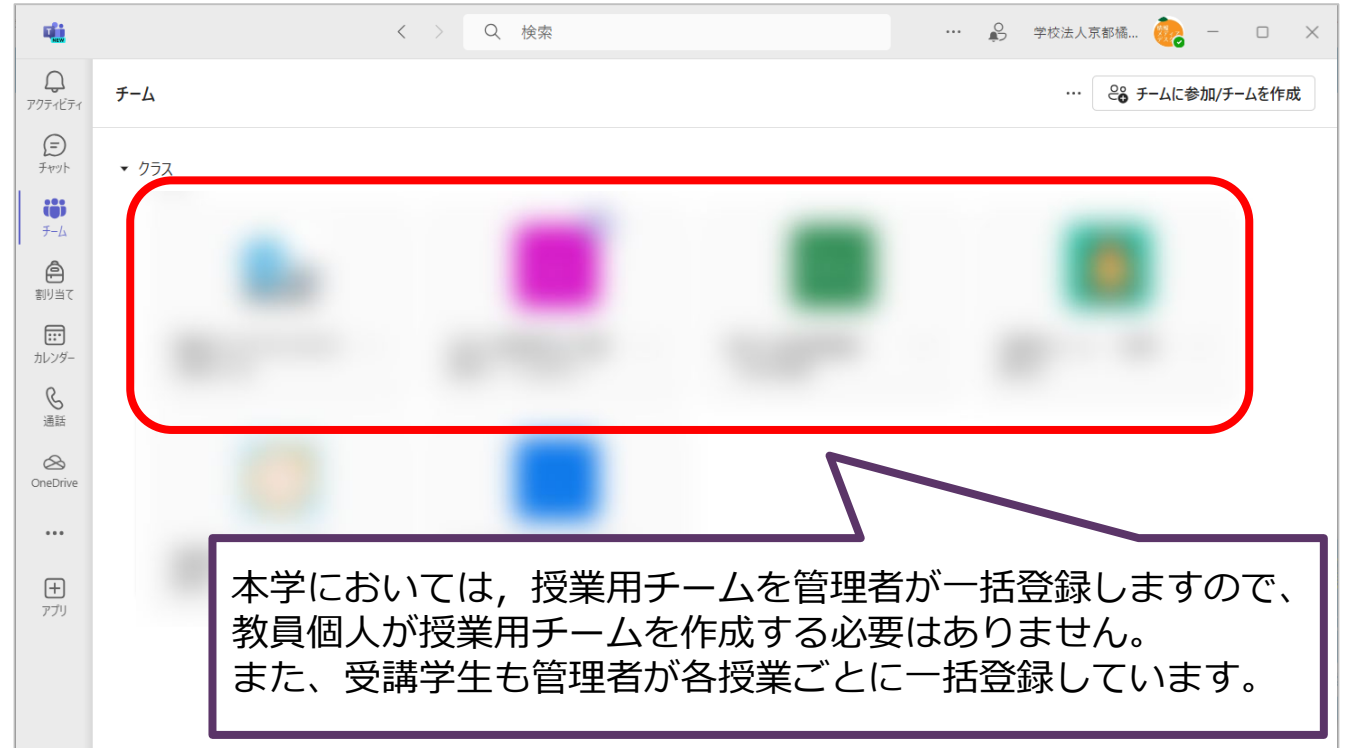 NEW
検索
···
学校法人京都橘...
アクティビティ
チーム
··· チームに参加/チームを作成
チャット
クラス
チーム
割り当て
カレンダー
通話
OneDrive
···
アプリ
本学においては，授業用チームを管理者が一括登録しますので、
教員個人が授業用チームを作成する必要はありません。
また、受講学生も管理者が各授業ごとに一括登録しています。